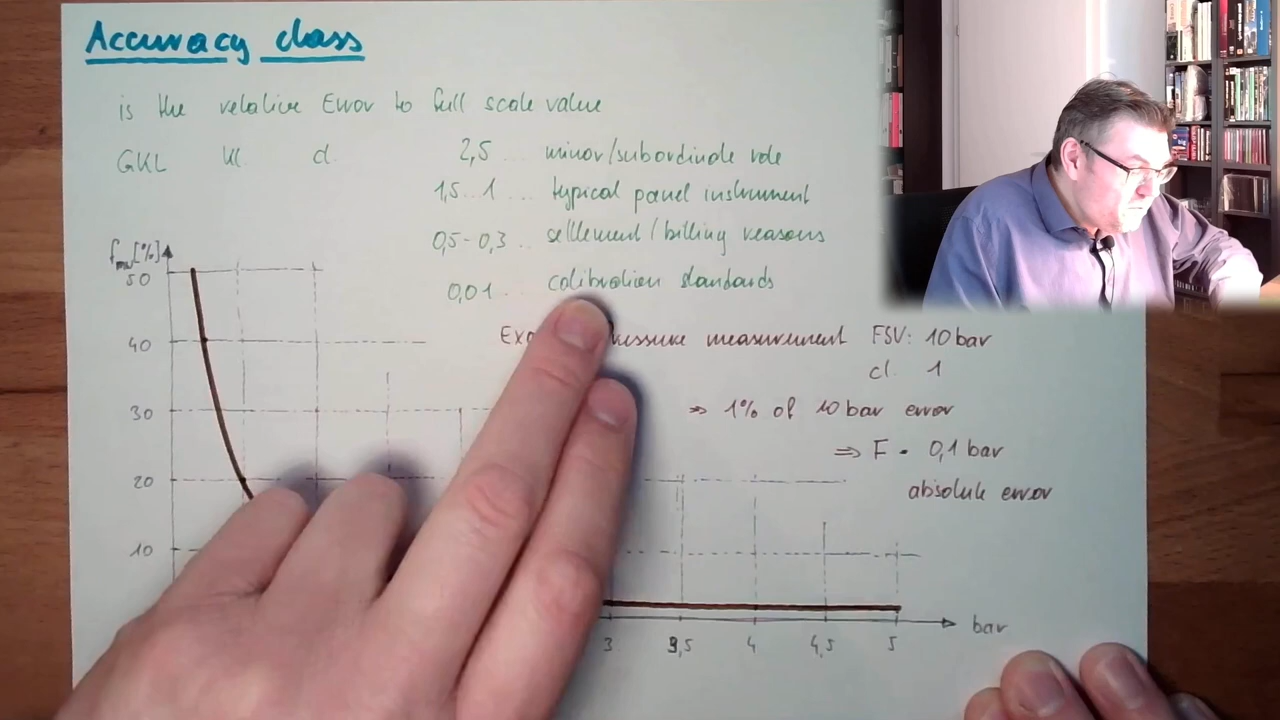 Accuracy class
is the relative Error to full scale value
GKL Kl. cl. 2,5 ... minor/subordinate role
1,5...1 ... typical panel instrument
0,5-0,3 ... settlement/billing reasons
0,01 ... calibration standards
pressure measurement FSV: 10 bar
cl. 1
⇒ 1% of 10 bar error
⇒ F = 0,1 bar
absolute error
[%]
50
40
30
20
10
3 3,5 4 4,5 5 bar